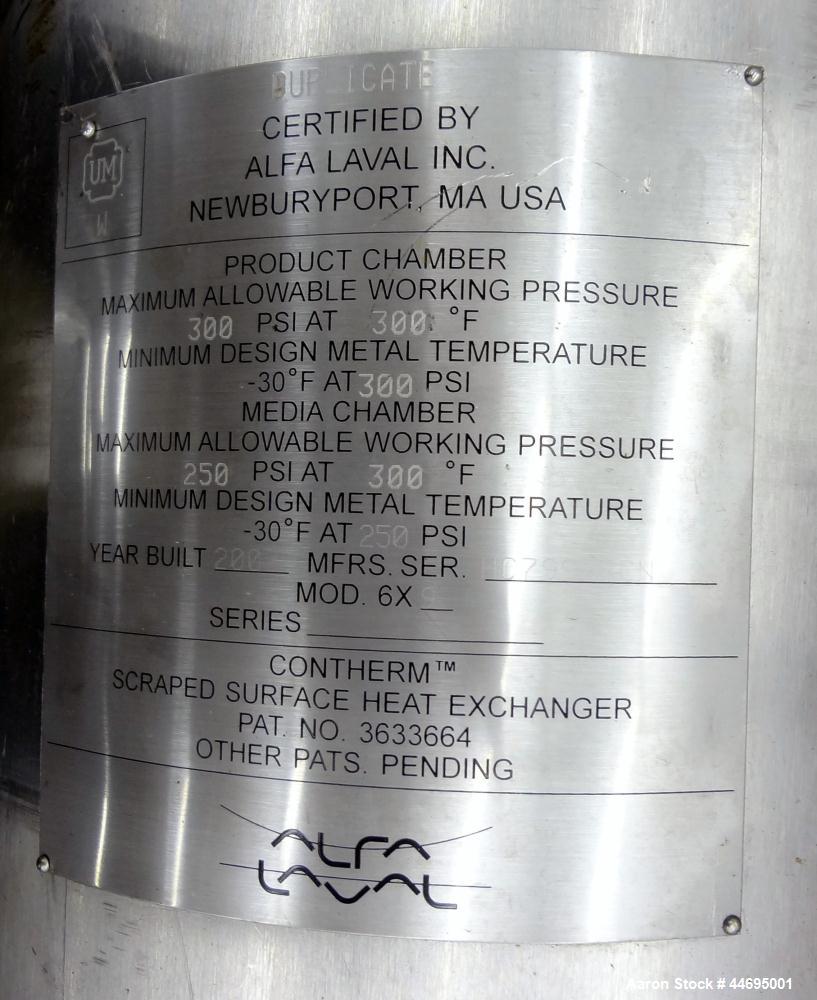 DUPLICATE
CERTIFIED BY
UM
ALFA LAVAL INC.
W
NEWBURYPORT, MA USA
PRODUCT CHAMBER
MAXIMUM ALLOWABLE WORKING PRESSURE
300 PSI AT 300 °F
MINIMUM DESIGN METAL TEMPERATURE
-30°F AT 300 PSI
MEDIA CHAMBER
MAXIMUM ALLOWABLE WORKING PRESSURE
250 PSI AT 300 °F
MINIMUM DESIGN METAL TEMPERATURE
-30°F AT 250 PSI
YEAR BUILT MFRS. SER.
MOD. 6X
SERIES
CONTHERM™
SCRAPED SURFACE HEAT EXCHANGER
PAT. NO. 3633664
OTHER PATS. PENDING
ALFA
LAVAL
Aaron Stock # 44695001